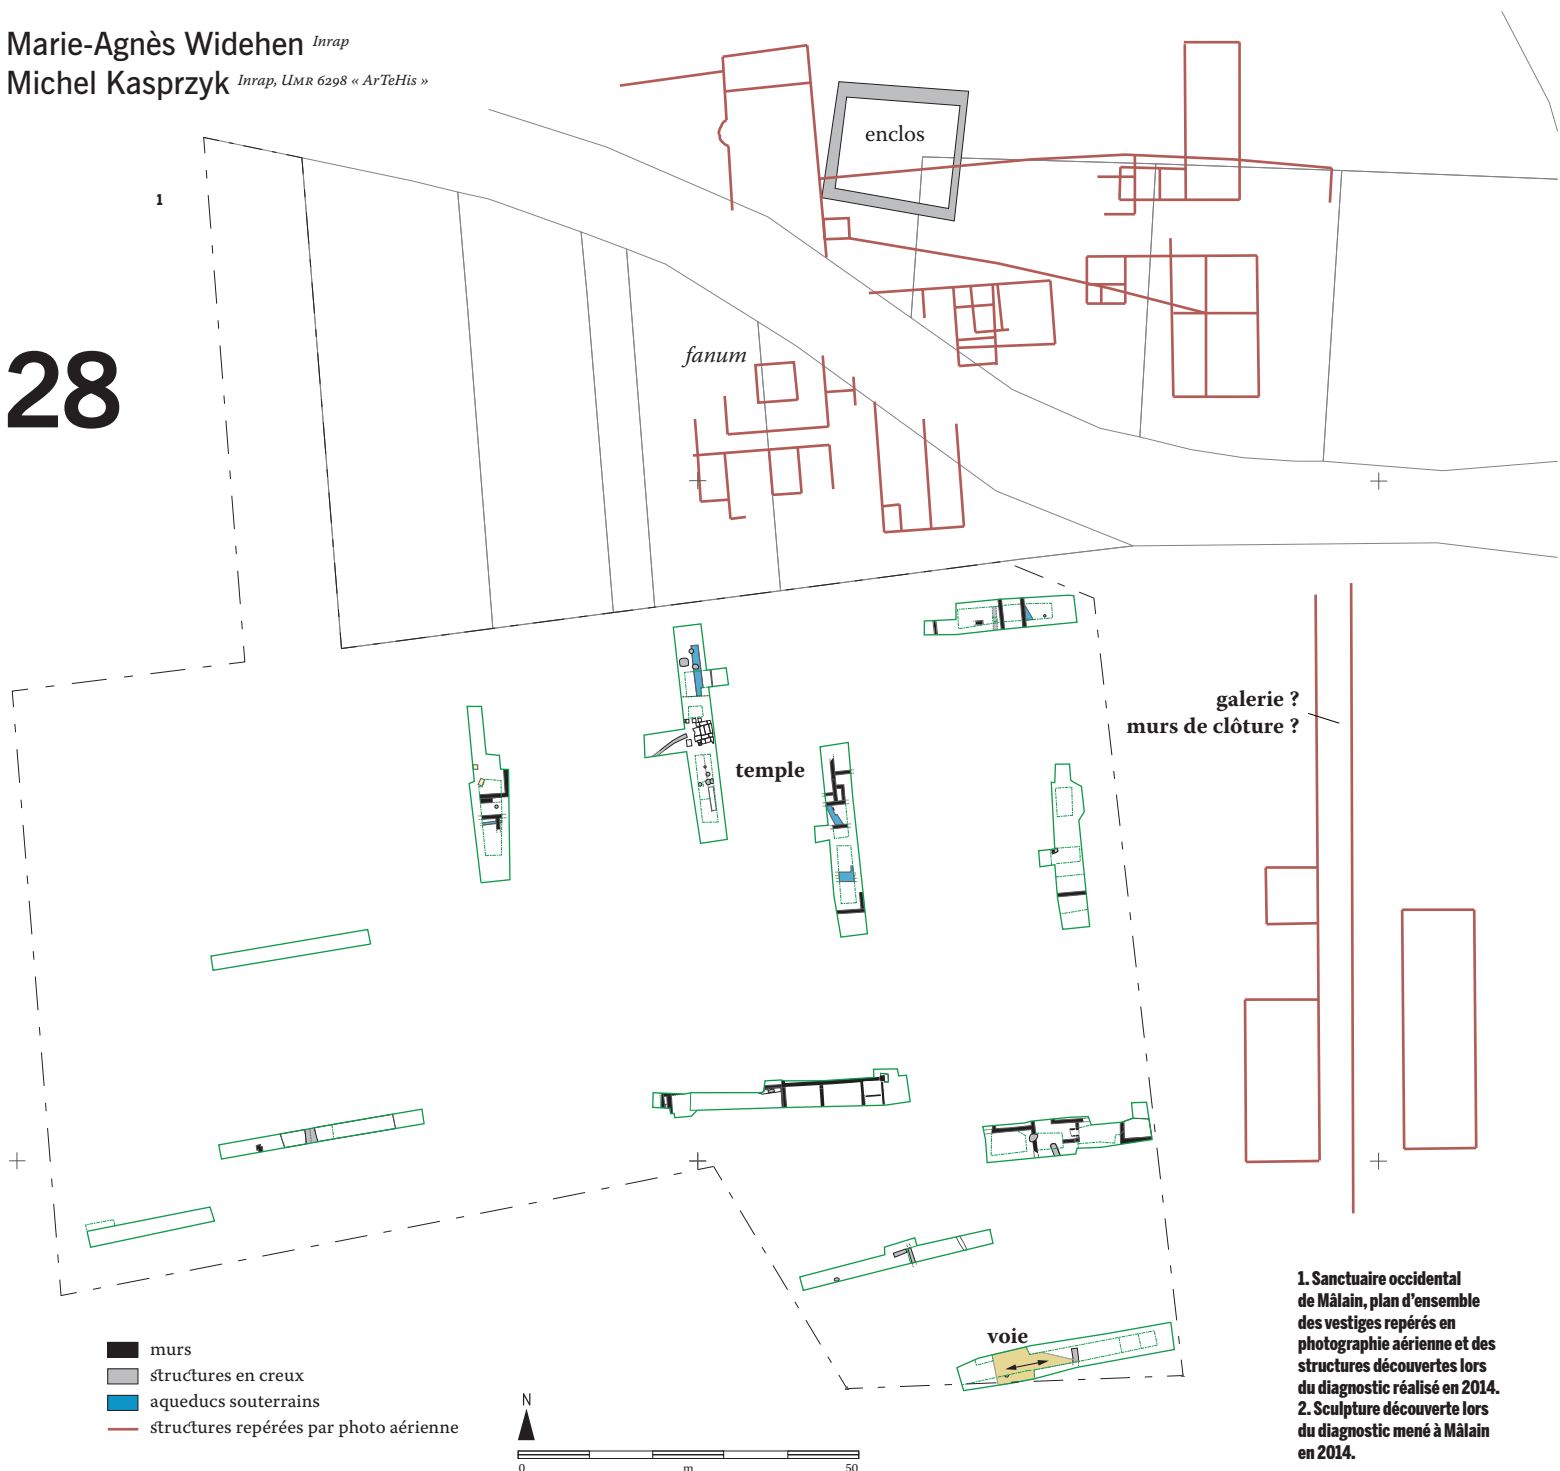 Marie-Agnès Widehen Inrap
Michel Kasprzyk Inrap, UMR 6298 « ArTeHis »
1
28
enclos
fanum
galerie ?
murs de clôture ?
temple
voie
murs
structures en creux
aqueducs souterrains
structures repérées par photo aérienne
N
0 m 50
1. Sanctuaire occidental
de Mâlain, plan d'ensemble
des vestiges repérés en
photographie aérienne et des
structures découvertes lors
du diagnostic réalisé en 2014.
2. Sculpture découverte lors
du diagnostic mené à Mâlain
en 2014.